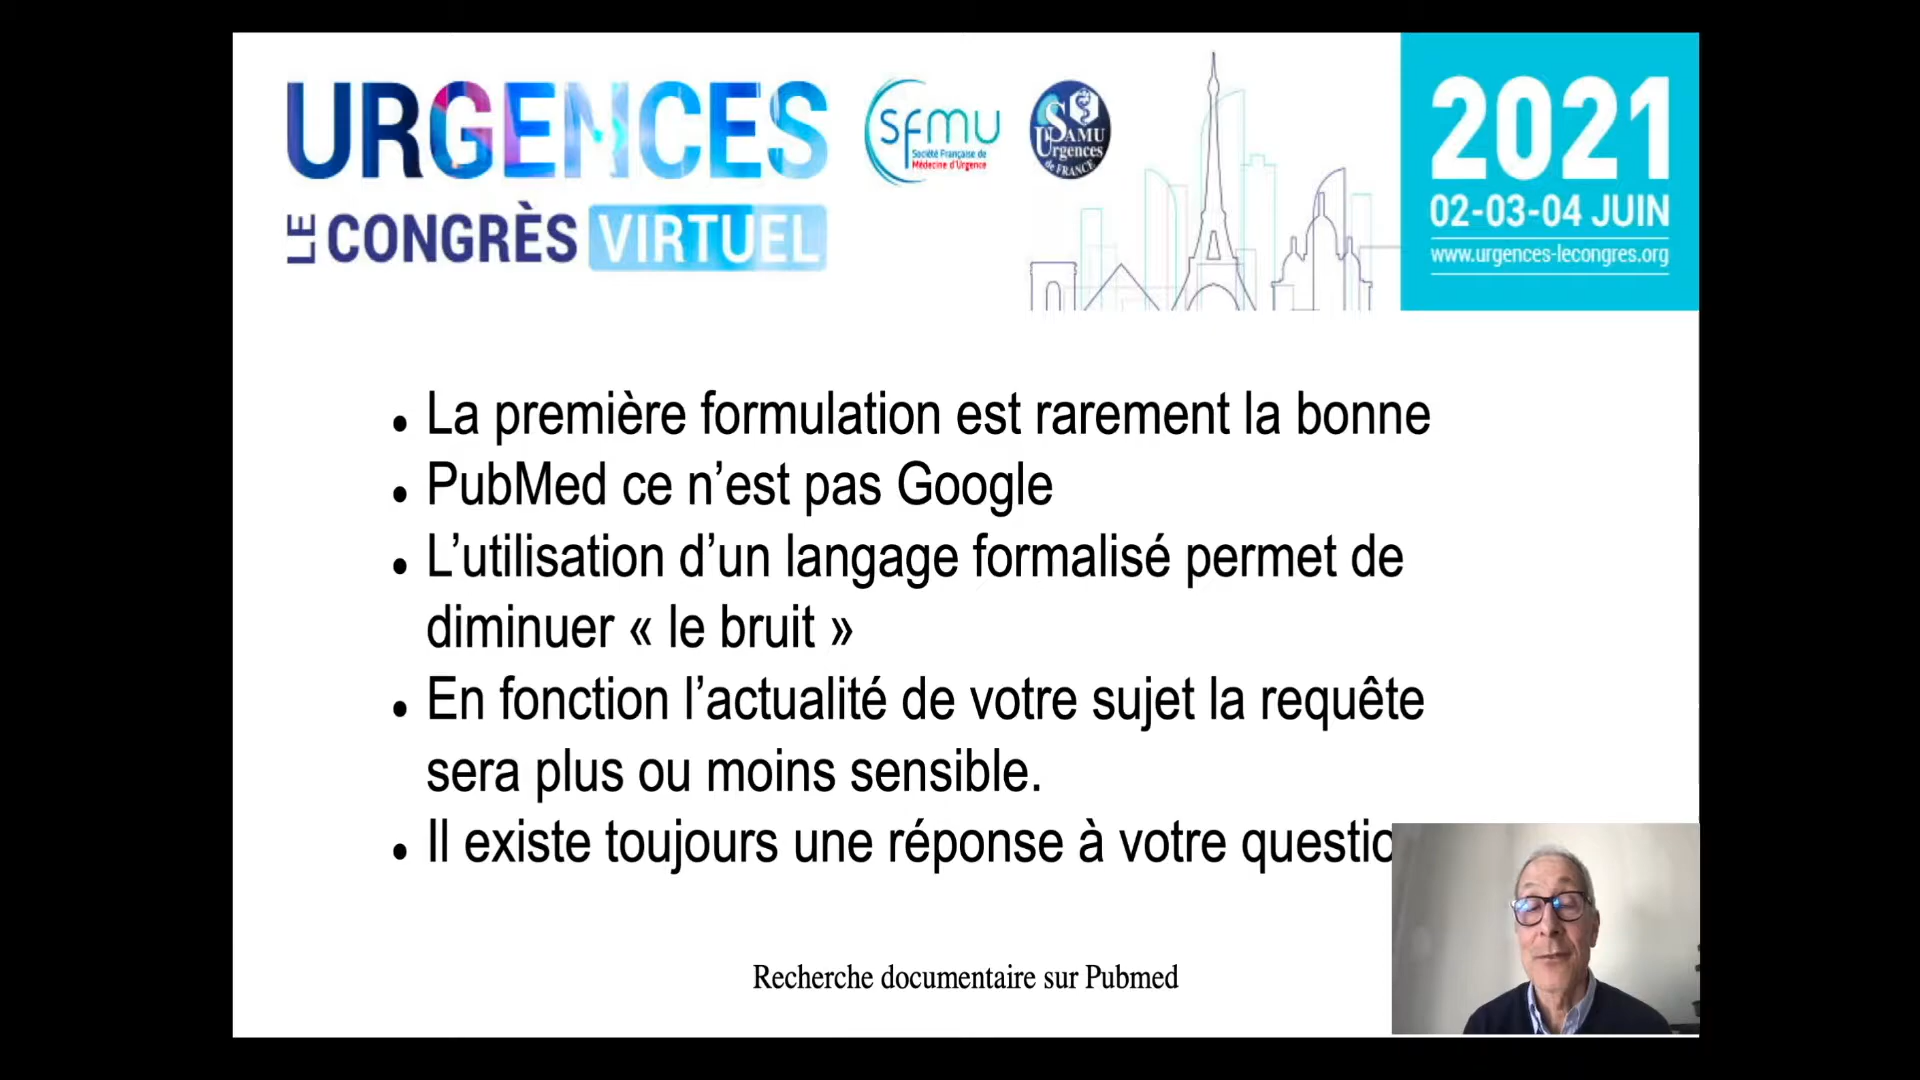 URGENCES
LE CONGRÈS VIRTUEL
SFMU
Société Française de
Médecine d'Urgence
SAMU
Urgences
de FRANCE
2021
02-03-04 JUIN
www.urgences-lecongres.org
• La première formulation est rarement la bonne
• PubMed ce n’est pas Google
• L’utilisation d’un langage formalisé permet de
diminuer « le bruit »
• En fonction l’actualité de votre sujet la requête
sera plus ou moins sensible.
• Il existe toujours une réponse à votre questio
Recherche documentaire sur Pubmed